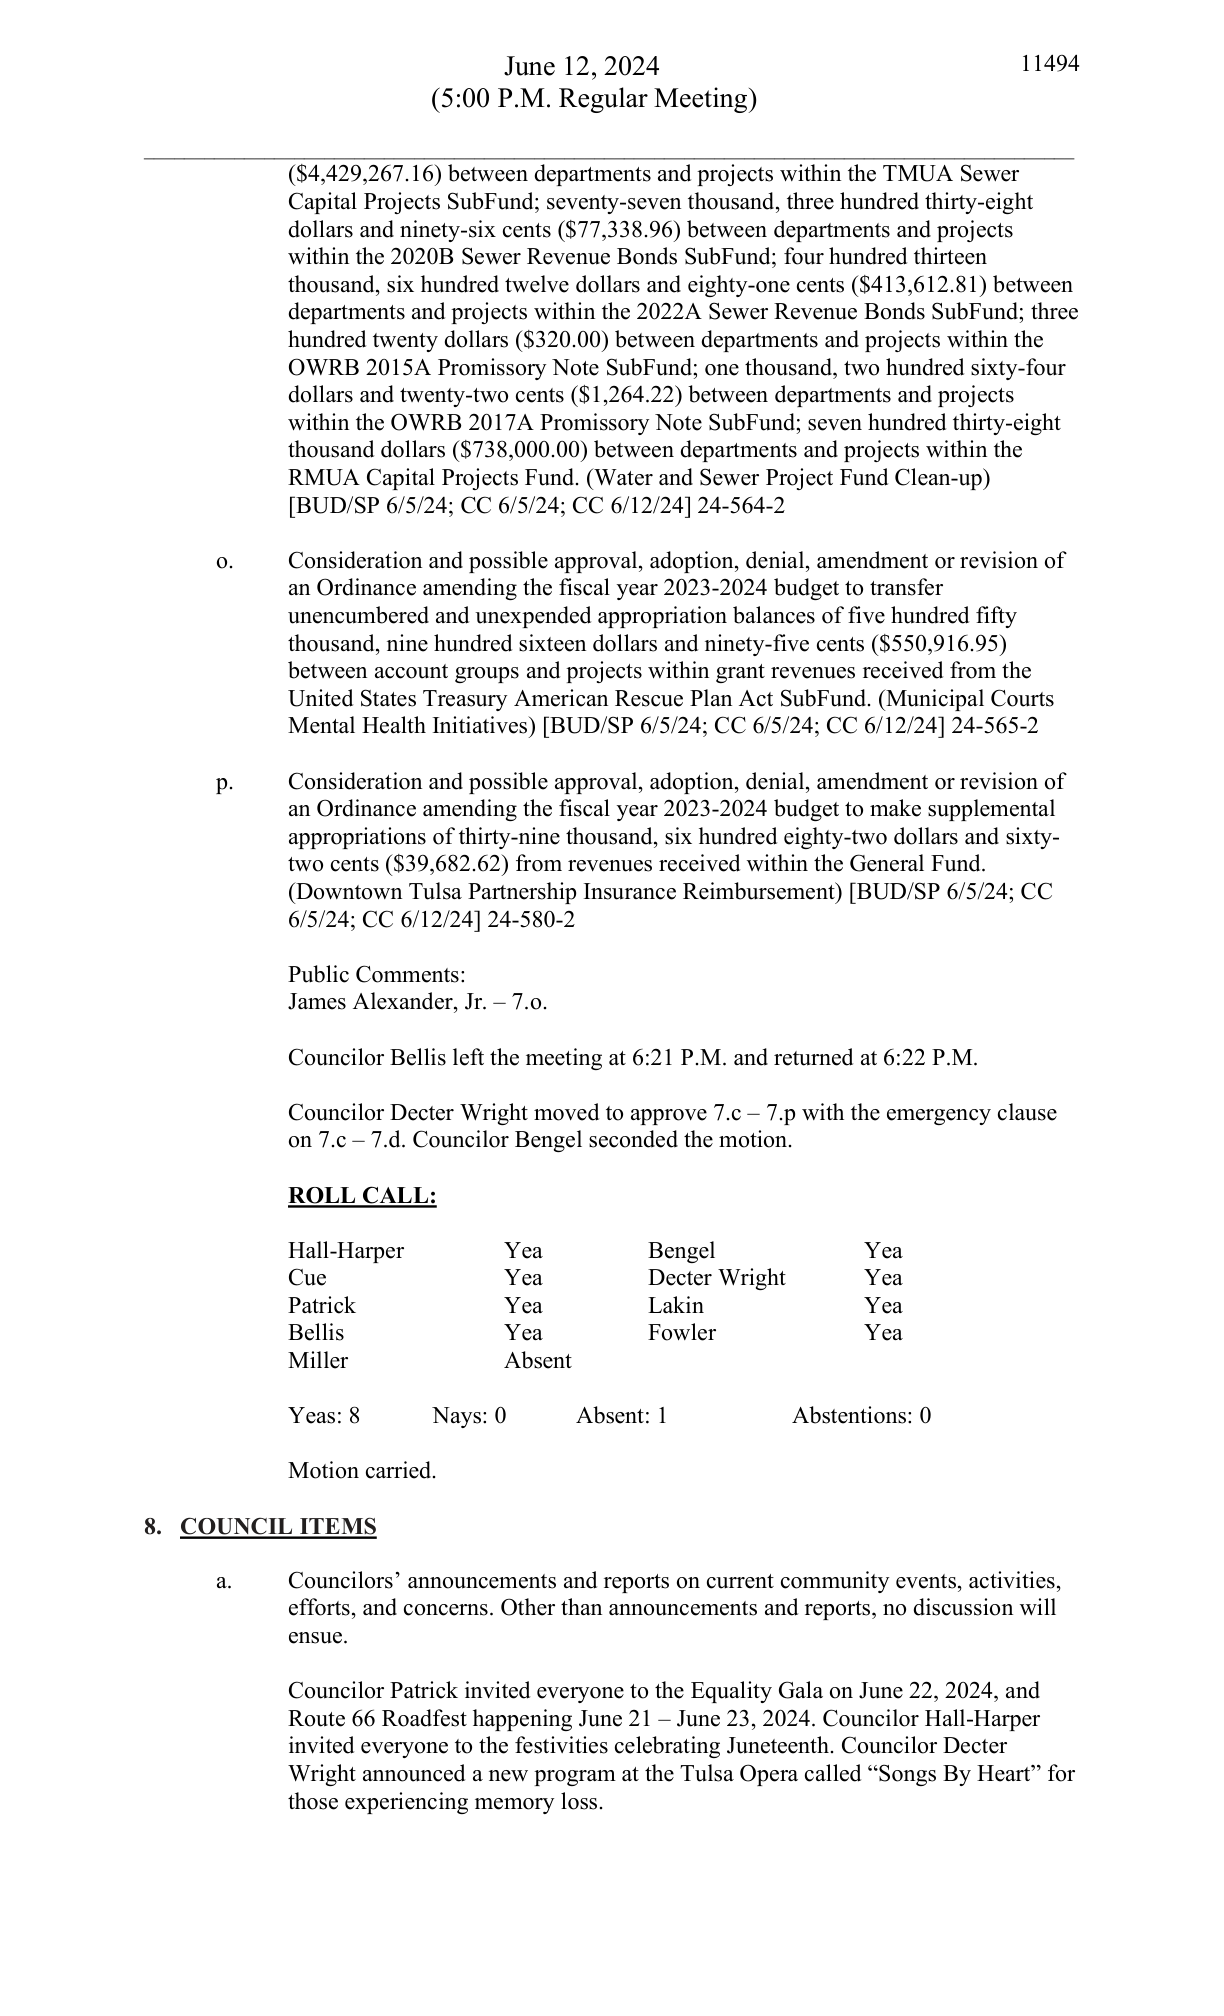 June 12, 2024
11494
(5:00 P.M. Regular Meeting)
($4,429,267.16) between departments and projects within the TMUA Sewer
Capital Projects SubFund; seventy-seven thousand, three hundred thirty-eight
dollars and ninety-six cents ($77,338.96) between departments and projects
within the 2020B Sewer Revenue Bonds SubFund; four hundred thirteen
thousand, six hundred twelve dollars and eighty-one cents ($413,612.81) between
departments and projects within the 2022A Sewer Revenue Bonds SubFund; three
hundred twenty dollars ($320.00) between departments and projects within the
OWRB 2015A Promissory Note SubFund; one thousand, two hundred sixty-four
dollars and twenty-two cents ($1,264.22) between departments and projects
within the OWRB 2017A Promissory Note SubFund; seven hundred thirty-eight
thousand dollars ($738,000.00) between departments and projects within the
RMUA Capital Projects Fund. (Water and Sewer Project Fund Clean-up)
[BUD/SP 6/5/24; CC 6/5/24; CC 6/12/24] 24-564-2
o. Consideration and possible approval, adoption, denial, amendment or revision of
an Ordinance amending the fiscal year 2023-2024 budget to transfer
unencumbered and unexpended appropriation balances of five hundred fifty
thousand, nine hundred sixteen dollars and ninety-five cents ($550,916.95)
between account groups and projects within grant revenues received from the
United States Treasury American Rescue Plan Act SubFund. (Municipal Courts
Mental Health Initiatives) [BUD/SP 6/5/24; CC 6/5/24; CC 6/12/24] 24-565-2
p. Consideration and possible approval, adoption, denial, amendment or revision of
an Ordinance amending the fiscal year 2023-2024 budget to make supplemental
appropriations of thirty-nine thousand, six hundred eighty-two dollars and sixty-
two cents ($39,682.62) from revenues received within the General Fund.
(Downtown Tulsa Partnership Insurance Reimbursement) [BUD/SP 6/5/24; CC
6/5/24; CC 6/12/24] 24-580-2
Public Comments:
James Alexander, Jr. – 7.o.
Councilor Bellis left the meeting at 6:21 P.M. and returned at 6:22 P.M.
Councilor Decter Wright moved to approve 7.c – 7.p with the emergency clause
on 7.c – 7.d. Councilor Bengel seconded the motion.
ROLL CALL:
Hall-Harper Yea Bengel Yea
Cue Yea Decter Wright Yea
Patrick Yea Lakin Yea
Bellis Yea Fowler Yea
Miller Absent
Yeas: 8 Nays: 0 Absent: 1 Abstentions: 0
Motion carried.
8. COUNCIL ITEMS
a. Councilors’ announcements and reports on current community events, activities,
efforts, and concerns. Other than announcements and reports, no discussion will
ensue.
Councilor Patrick invited everyone to the Equality Gala on June 22, 2024, and
Route 66 Roadfest happening June 21 – June 23, 2024. Councilor Hall-Harper
invited everyone to the festivities celebrating Juneteenth. Councilor Decter
Wright announced a new program at the Tulsa Opera called “Songs By Heart” for
those experiencing memory loss.